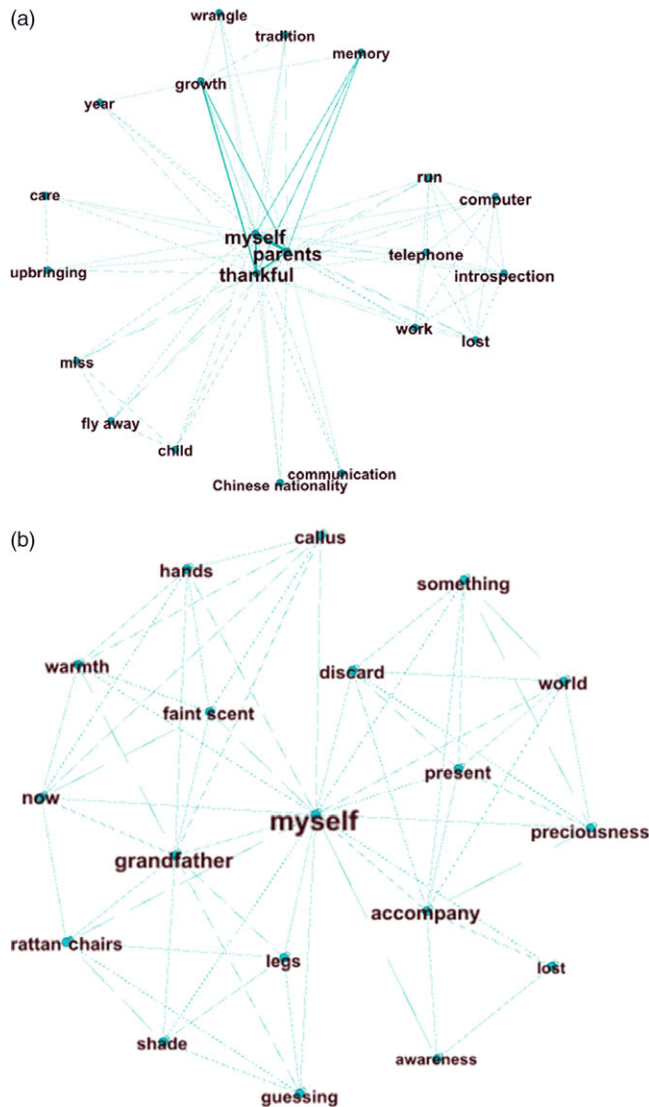 (a)
wrangle
tradition
memory
growth
year
run
care
computer
myself
parents
telephone
upbringing
thankful
introspection
work
lost
miss
fly away
child
communication
Chinese nationality
(b)
callus
hands
something
warmth
discard
world
faint scent
present
now
myself
preciousness
grandfather
accompany
rattan chairs
legs
lost
shade
awareness
guessing